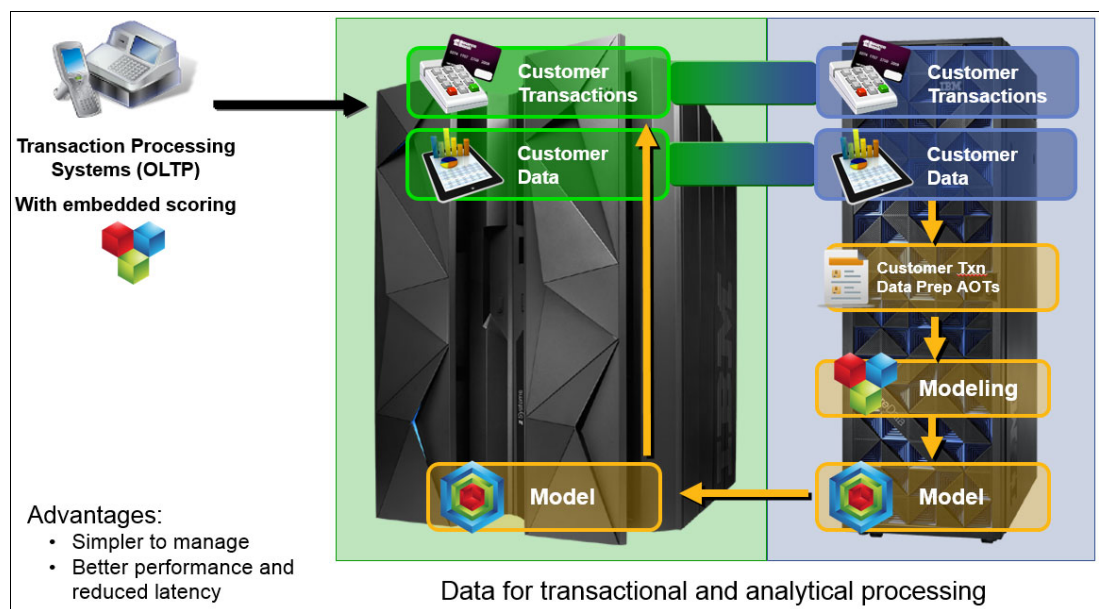 Transaction Processing
Systems (OLTP)
With embedded scoring
Advantages:
• Simpler to manage
• Better performance and
reduced latency
Customer
Transactions
Customer
Data
Model
IBM
Customer
Transactions
IBM
Customer
Data
Customer Txn
Data Prep AOTs
Modeling
Model
Data for transactional and analytical processing